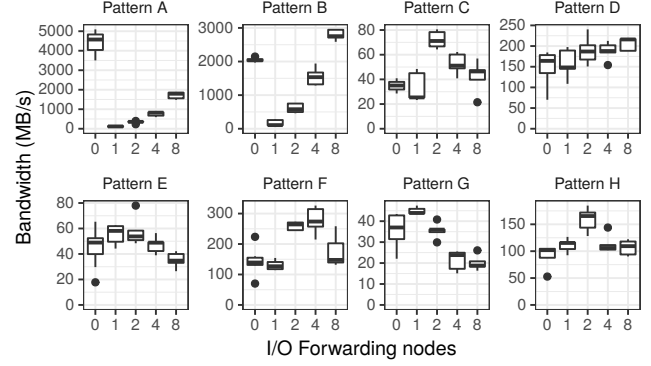 Pattern A Pattern B Pattern C Pattern D
5000 4000 3000 2000 1000 0
3000 2000 1000 0
80 60 40 20 0
250 200 150 100 50 0
0 1 2 4 8 0 1 2 4 8 0 1 2 4 8 0 1 2 4 8
Bandwidth (MB/s)
Pattern E Pattern F Pattern G Pattern H
80 60 40 20 0
300 200 100 0
40 30 20 10 0
150 100 50 0
0 1 2 4 8 0 1 2 4 8 0 1 2 4 8 0 1 2 4 8
I/O Forwarding nodes